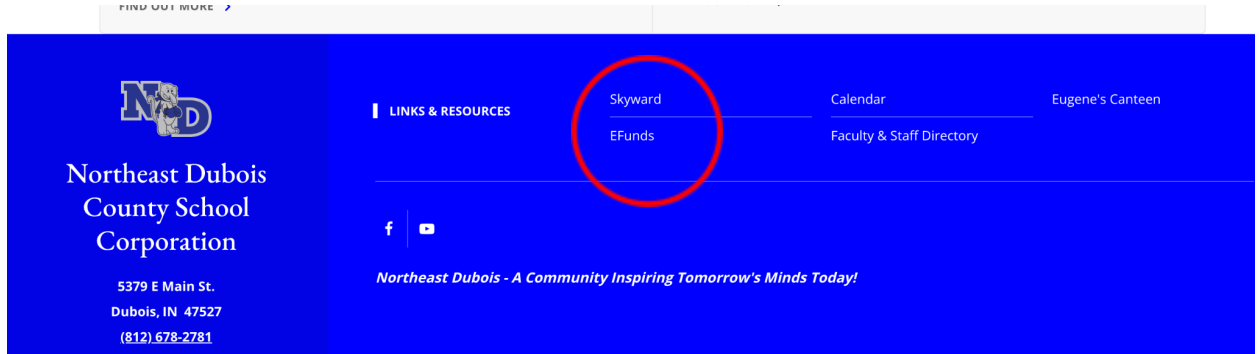 FIND OUT MORE
ND
LINKS & RESOURCES
Skyward
Calendar
Eugene's Canteen
EFunds
Faculty & Staff Directory
Northeast Dubois
County School
Corporation
Northeast Dubois - A Community Inspiring Tomorrow's Minds Today!
5379 E Main St.
Dubois, IN 47527
(812) 678-2781